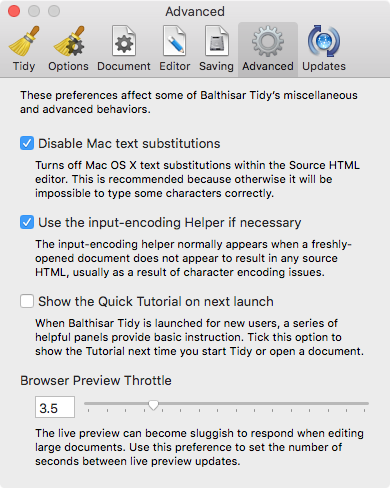 Advanced
Tidy Options Document Editor Saving Advanced Updates
These preferences affect some of Balthisar Tidy's miscellaneous
and advanced behaviors.
Disable Mac text substitutions
Turns off Mac OS X text substitutions within the Source HTML
editor. This is recommended because otherwise it will be
impossible to type some characters correctly.
Use the input-encoding Helper if necessary
The input-encoding helper normally appears when a freshly-
opened document does not appear to result in any source
HTML, usually as a result of character encoding issues.
Show the Quick Tutorial on next launch
When Balthisar Tidy is launched for new users, a series of
helpful panels provide basic instruction. Tick this option to
show the Tutorial next time you start Tidy or open a document.
Browser Preview Throttle
3.5
The live preview can become sluggish to respond when editing
large documents. Use this preference to set the number of
seconds between live preview updates.